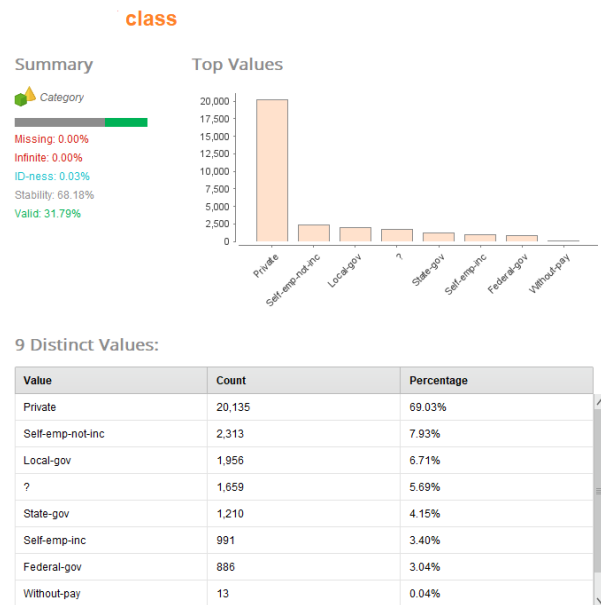 class
Summary
Top Values
Category
Missing: 0.00%
Infinite: 0.00%
ID-ness: 0.03%
Stability: 68.18%
Valid: 31.79%
20,000
17,500
15,000
12,500
10,000
7,500
5,000
2,500
0
Private
Self-emp-not-inc
Local-gov
?
State-gov
Self-emp-inc
Federal-gov
Without-pay
9 Distinct Values:
Value Count Percentage
Private 20,135 69.03%
Self-emp-not-inc 2,313 7.93%
Local-gov 1,956 6.71%
? 1,659 5.69%
State-gov 1,210 4.15%
Self-emp-inc 991 3.40%
Federal-gov 886 3.04%
Without-pay 13 0.04%